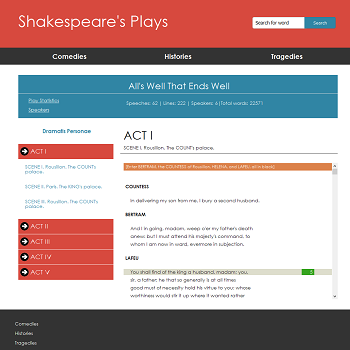 Shakespeare's Plays
Search for word
Search
Comedies
Histories
Tragedies
All's Well That Ends Well
Play Statistics
Speakers
Speeches: 62 | Lines: 222 | Speakers: 6 (Total words: 2257)
Dramatis Personae
ACT I
SCENE I. Rousillon. The COUNT's
palace.
SCENE II. Paris. The KING's palace.
SCENE III. Rousillon. The COUNT's
palace.
ACT II
ACT III
ACT IV
ACT V
ACT I
SCENE I. Rousillon. The COUNT's palace.
[Enter BERTRAM, the COUNTESS of Rousillon, HELENA, and LAFEU, all in black]
COUNTESS
In delivering my son from me, I bury a second husband.
BERTRAM
And I in going, madam, weep o'er my father's death
anew: but I must attend his majesty's command, to
whom I am now in ward, evermore in subjection.
LAFEU
You shall find of the king a husband, madam; you,
5
sir, a father: he that so generally is at all times
good must of necessity hold his virtue to you; whose
worthiness would stir it up where it wanted rather
Comedies
Histories
Tragedies